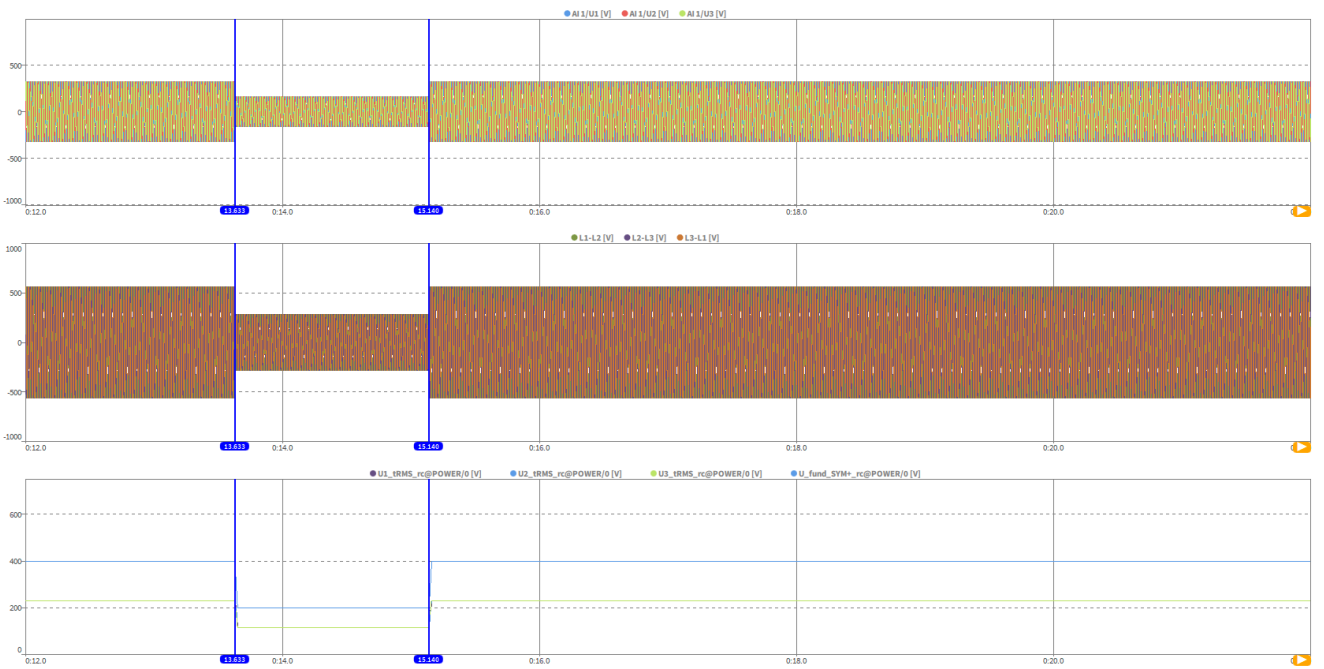 AI 1/U1 [V] AI 1/U2 [V] AI 1/U3 [V]
500
0
-500
-1000
0:12.0 13.633 0:14.0 15.140 0:16.0 0:18.0 0:20.0
L1-L2 [V] L2-L3 [V] L3-L1 [V]
1000
500
0
-500
-1000
0:12.0 13.633 0:14.0 15.140 0:16.0 0:18.0 0:20.0
U1_tRMS_rc@POWER/0 [V] U2_tRMS_rc@POWER/0 [V] U3_tRMS_rc@POWER/0 [V] U_fund_SYM+_rc@POWER/0 [V]
600
400
200
0
0:12.0 13.633 0:14.0 15.140 0:16.0 0:18.0 0:20.0